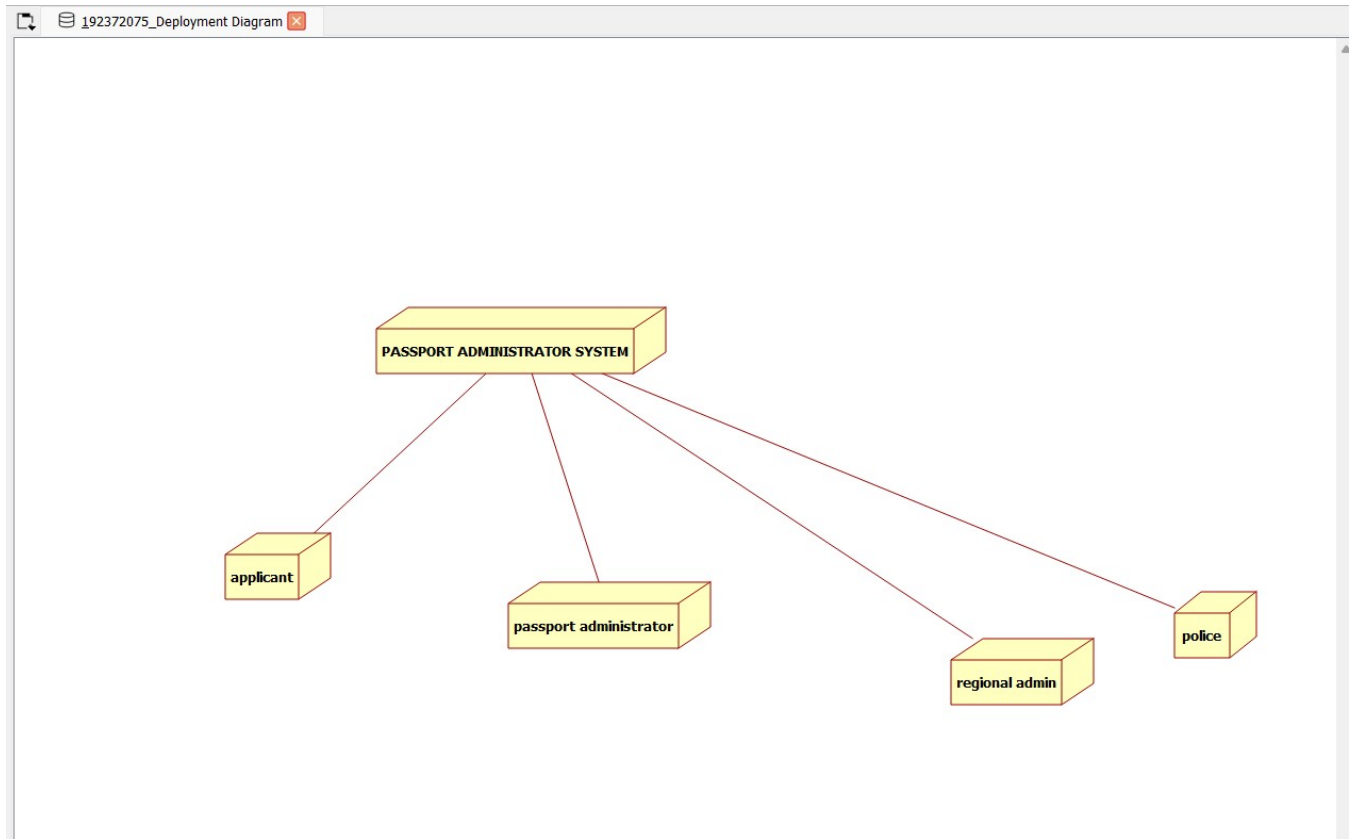 192372075_Deployment Diagram
PASSPORT ADMINISTRATOR SYSTEM
applicant
passport administrator
regional admin
police